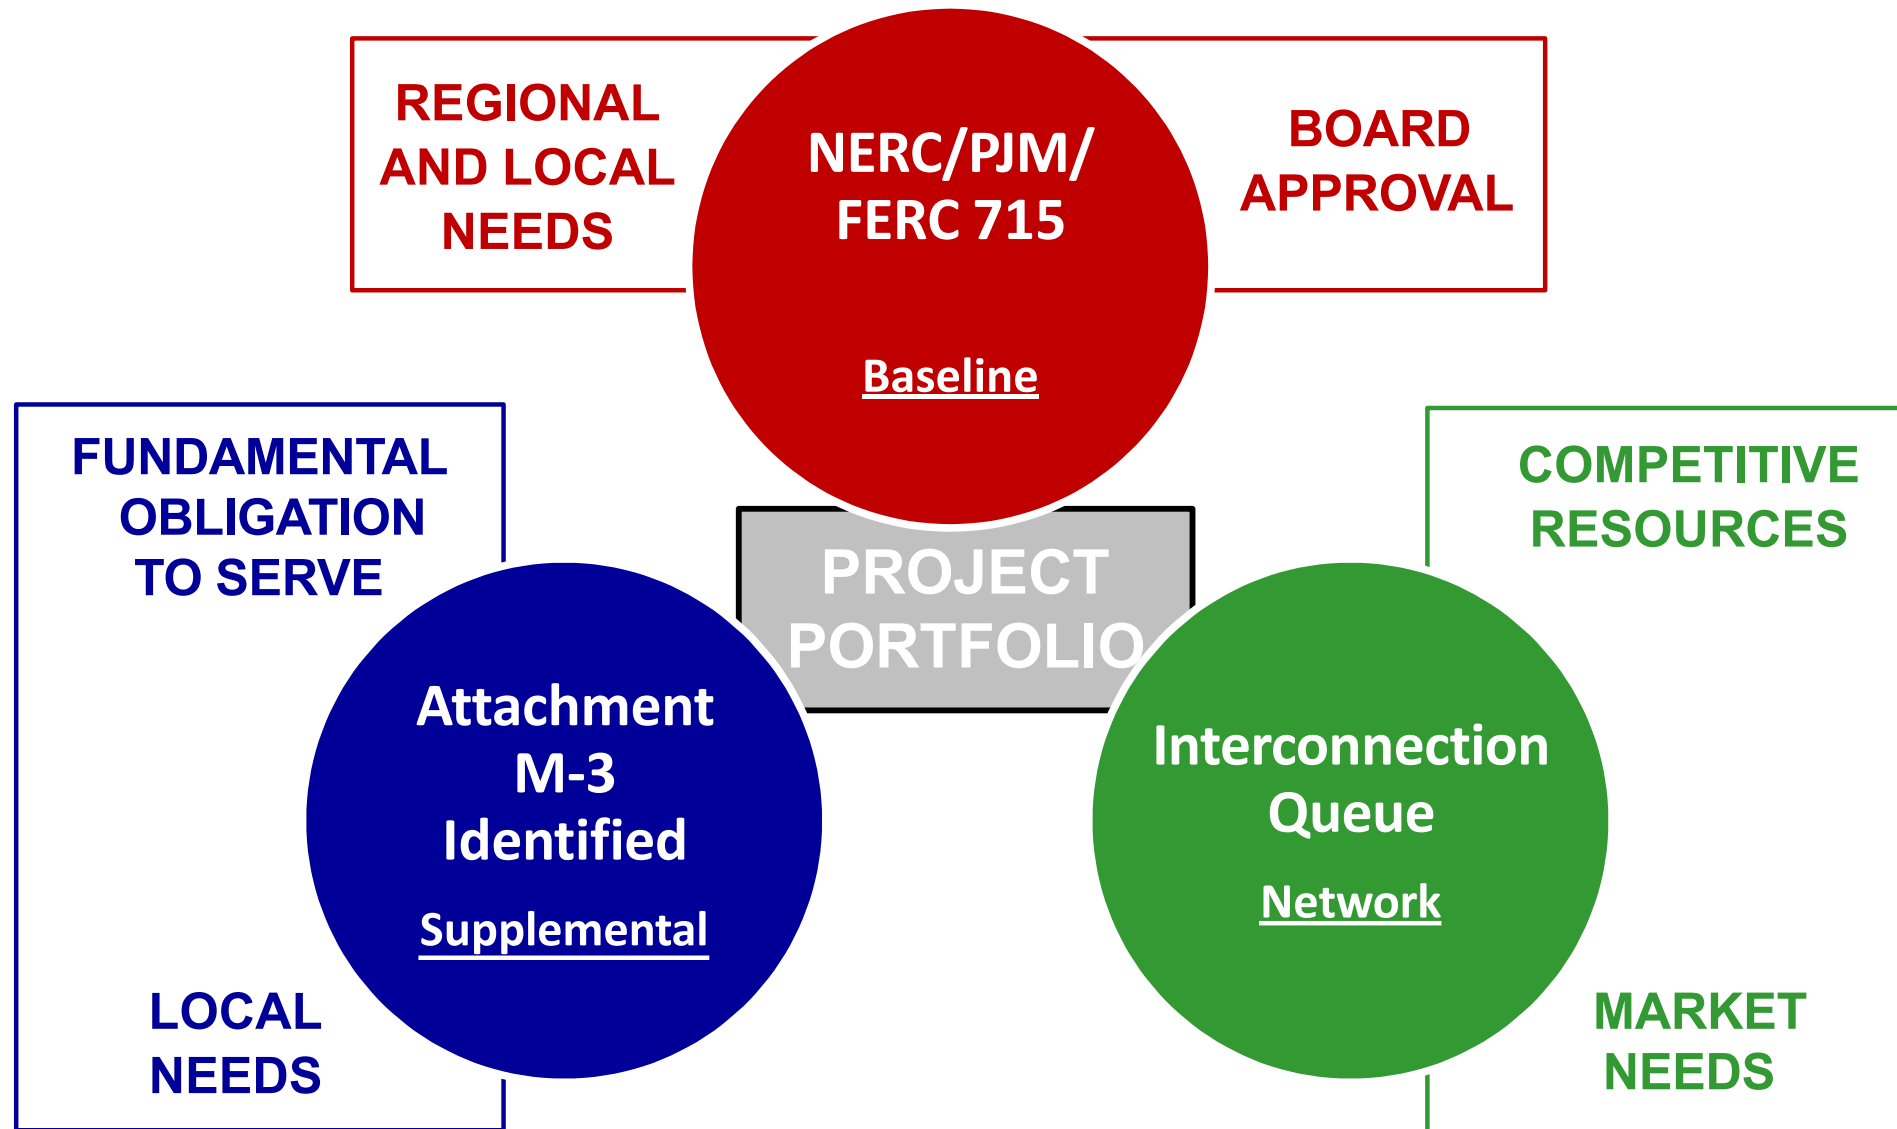 REGIONAL
AND LOCAL
NEEDS
NERC/PJM/
FERC 715
Baseline
BOARD
APPROVAL
FUNDAMENTAL
OBLIGATION
TO SERVE
Attachment
M-3
Identified
Supplemental
LOCAL
NEEDS
PROJECT
PORTFOLIO
COMPETITIVE
RESOURCES
Interconnection
Queue
Network
MARKET
NEEDS